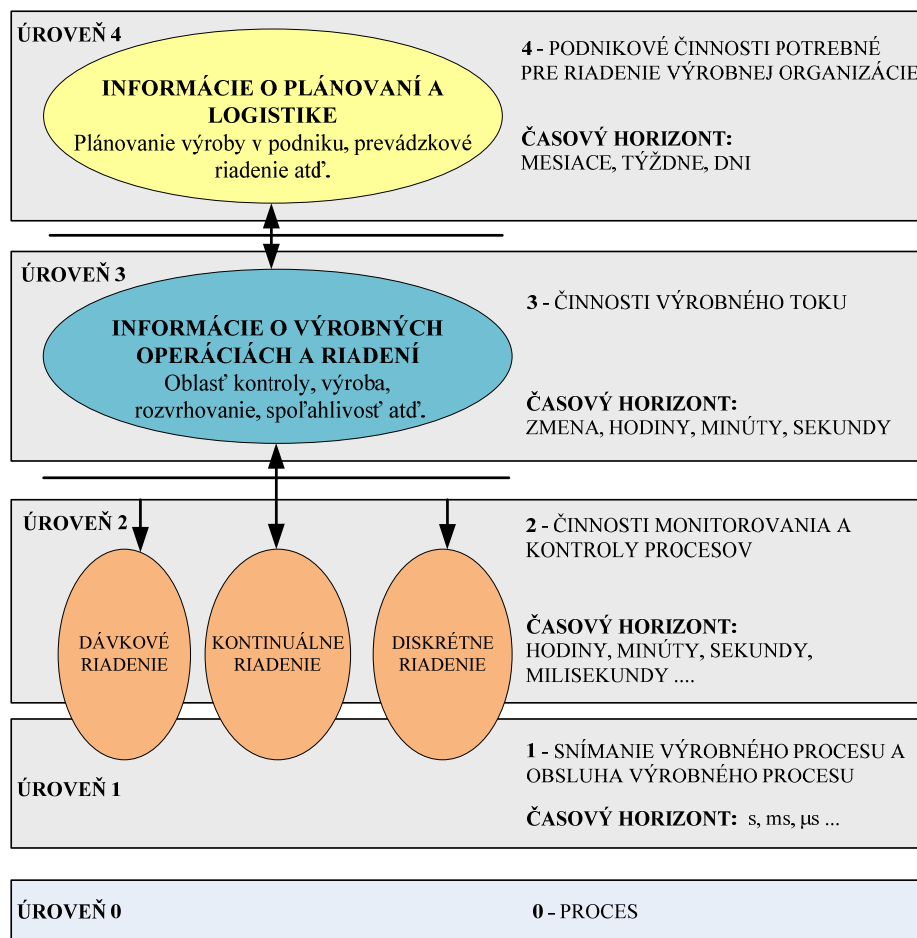 ÚROVEŇ 4
INFORMÁCIE O PLÁNOVANÍ A
LOGISTIKE
Plánovanie výroby v podniku, prevádzkové
riadenie atď.
4 - PODNIKOVÉ ČINNOSTI POTREBNÉ
PRE RIADENIE VÝROBNEJ ORGANIZÁCIE
ČASOVÝ HORIZONT:
MESIACE, TÝŽDNE, DNI
ÚROVEŇ 3
INFORMÁCIE O VÝROBNÝCH
OPERÁCIÁCH A RIADENÍ
Oblasť kontroly, výroba,
rozvrhovanie, spoľahlivosť atď.
3 - ČINNOSTI VÝROBNÉHO TOKU
ČASOVÝ HORIZONT:
ZMENA, HODINY, MINÚTY, SEKUNDY
ÚROVEŇ 2
DÁVKOVÉ
RIADENIE
KONTINUÁLNE
RIADENIE
DISKRÉTNE
RIADENIE
2 - ČINNOSTI MONITOROVANIA A
KONTROLY PROCESOV
ČASOVÝ HORIZONT:
HODINY, MINÚTY, SEKUNDY,
MILISEKUNDY ....
ÚROVEŇ 1
1 - SNÍMANIE VÝROBNÉHO PROCESU A
OBSLUHA VÝROBNÉHO PROCESU
ČASOVÝ HORIZONT: s, ms, µs ...
ÚROVEŇ 0
0 - PROCES